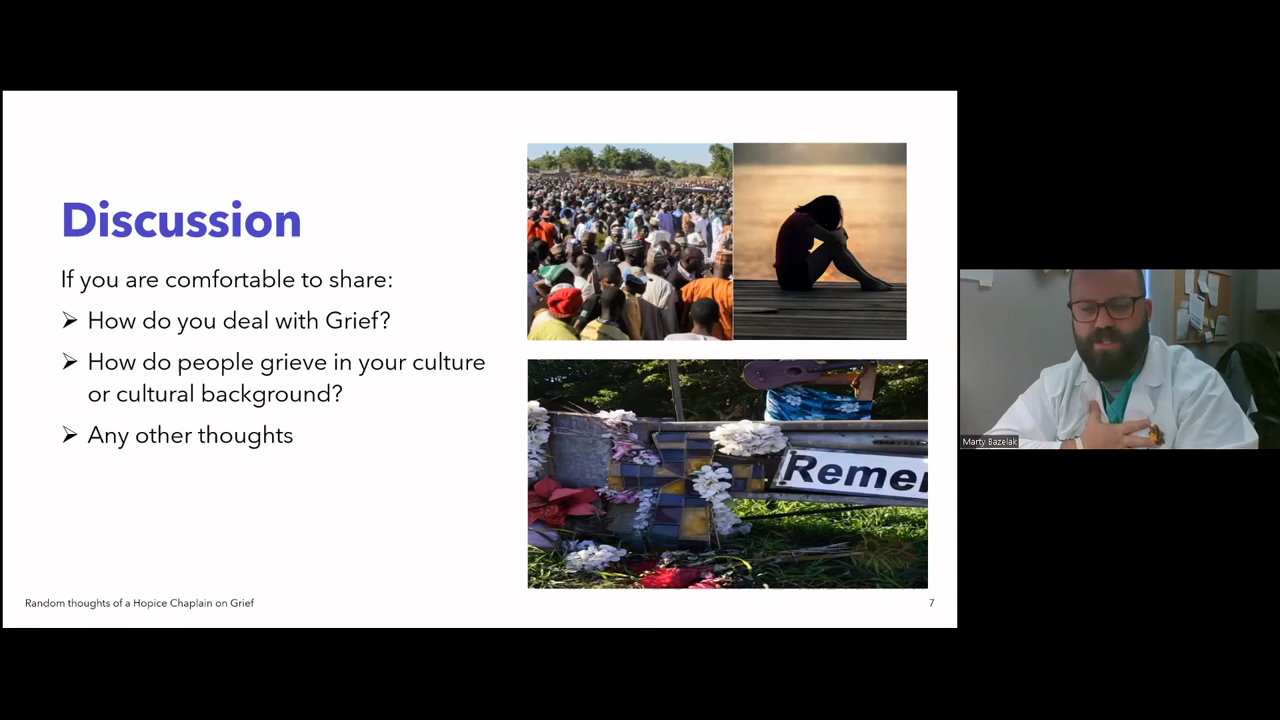 Discussion
If you are comfortable to share:
➢ How do you deal with Grief?
➢ How do people grieve in your culture
or cultural background?
➢ Any other thoughts
Remer
Random thoughts of a Hopice Chaplain on Grief
7
Marty Bazelak